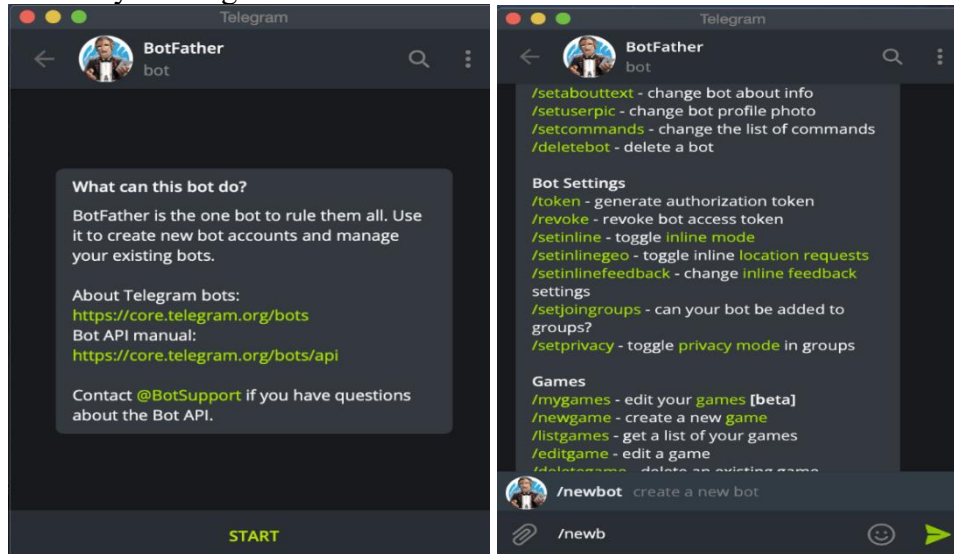 Telegram
BotFather
bot
What can this bot do?
BotFather is the one bot to rule them all. Use
it to create new bot accounts and manage
your existing bots.
About Telegram bots:
https://core.telegram.org/bots
Bot API manual:
https://core.telegram.org/bots/api
Contact @BotSupport if you have questions
about the Bot API.
START
Telegram
BotFather
bot
/setabouttext - change bot about info
/setuserpic - change bot profile photo
/setcommands - change the list of commands
/deletebot - delete a bot
Bot Settings
/token - generate authorization token
/revoke - revoke bot access token
/setinline - toggle inline mode
/setinlinegeo - toggle inline location requests
/setinlinefeedback - change inline feedback
settings
/setjoingroups - can your bot be added to
groups?
/setprivacy - toggle privacy mode in groups
Games
/mygames - edit your games [beta]
/newgame - create a new game
/listgames - get a list of your games
/editgame - edit a game
/deletegame - delete an existing game
/newbot create a new bot
/newb